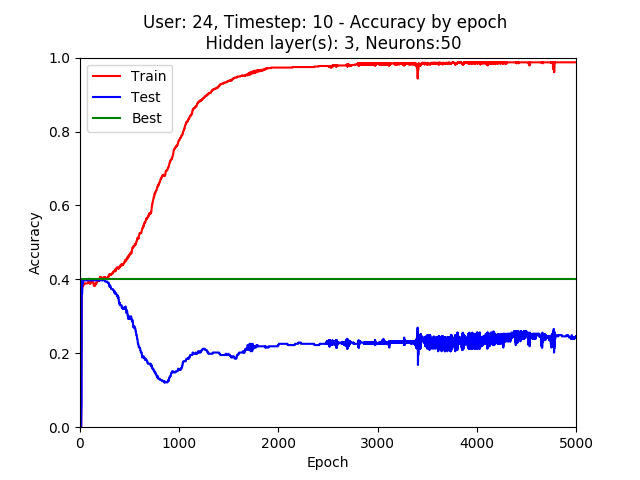 User: 24, Timestep: 10 - Accuracy by epoch
Hidden layer(s): 3, Neurons:50
Train
Test
Best
Accuracy
1.0
0.8
0.6
0.4
0.2
0.0
0 1000 2000 3000 4000 5000
Epoch